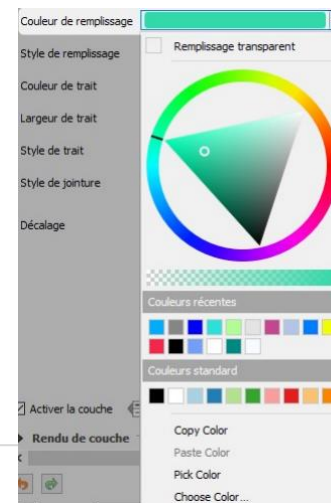 Couleur de remplissage
Remplissage transparent
Style de remplissage
Couleur de trait
Largeur de trait
Style de trait
Style de jointure
Décalage
Couleurs récentes
Couleurs standard
Activer la couche
Copy Color
Rendu de couche
Paste Color
Pick Color
Choose Color...